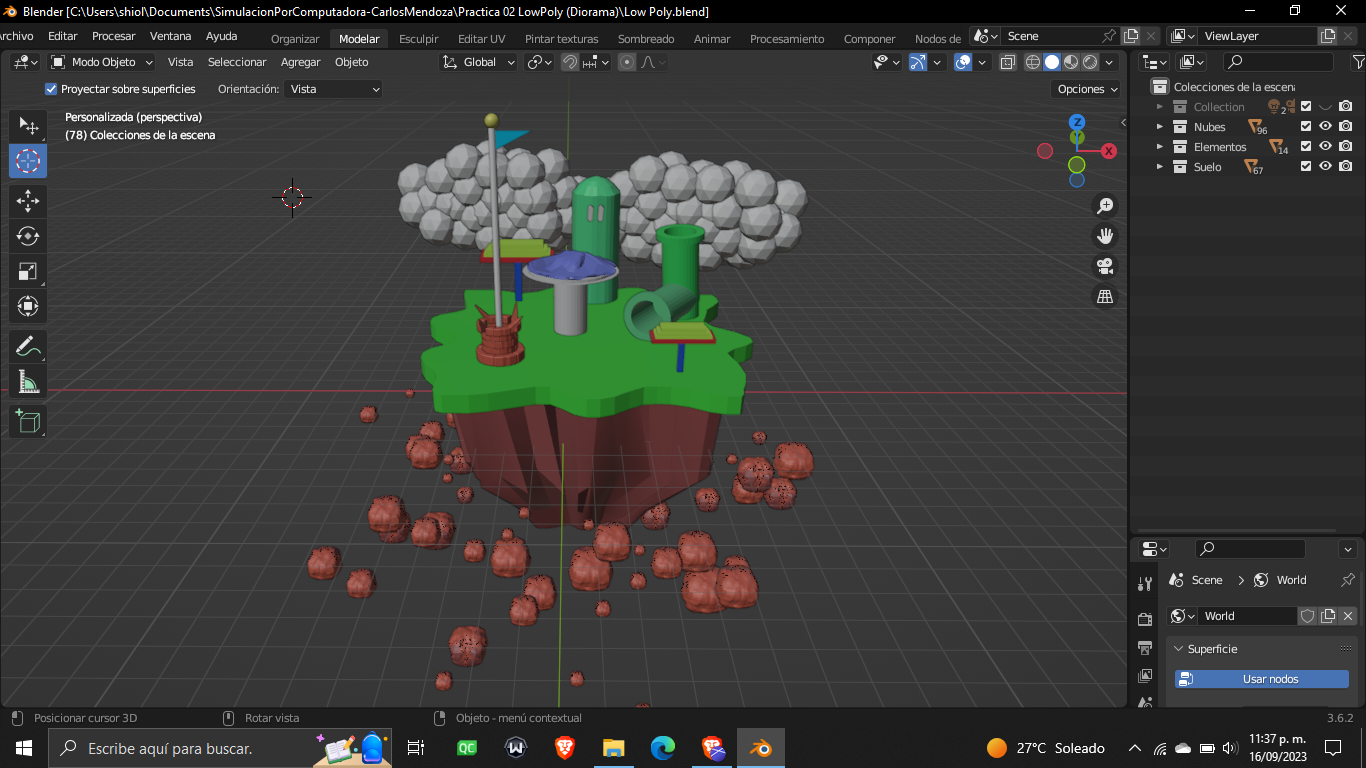 Blender [C:\Users\shiol\Documents\SimulacionPorComputadora-CarlosMendoza\Practica 02 LowPoly (Diorama)\Low Poly.blend]
rchivo Editar Procesar Ventana Ayuda Organizar Modelar Esculpir Editar UV Pintar texturas Sombreado Animar Procesamiento Componer Nodos de Scene ViewLayer
Modo Objeto Vista Seleccionar Agregar Objeto Global
Proyectar sobre superficies Orientación: Vista Opciones
Personalizada (perspectiva)
(78) Colecciones de la escena
Z
Y
X
Colecciones de la escena
Collection 2
Nubes 96
Elementos 14
Suelo 67
Scene World
World
Superficie
Usar nodos
Posicionar cursor 3D Rotar vista Objeto - menú contextual 3.6.2
Escribe aquí para buscar. QC W 27°C Soleado 11:37 p. m.
16/09/2023